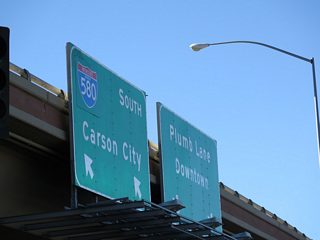 580
SOUTH
Carson City
Plumb Lane
Downtown